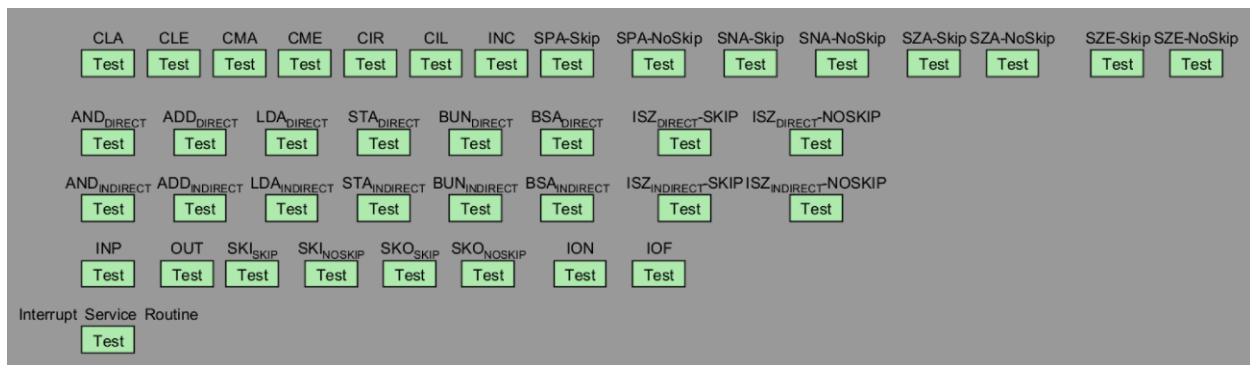 CLA CLE CMA CME CIR CIL INC SPA-Skip SPA-NoSkip SNA-Skip SNA-NoSkip SZA-Skip SZA-NoSkip SZE-Skip SZE-NoSkip
Test Test Test Test Test Test Test Test Test Test Test Test Test Test Test
ANDDIRECT ADDDIRECT LDADIRECT STADIRECT BUNDIRECT BSADIRECT ISZDIRECT-SKIP ISZDIRECT-NOSKIP
Test Test Test Test Test Test Test Test
ANDINDIRECT ADDINDIRECT LDAINDIRECT STAINDIRECT BUNINDIRECT BSAINDIRECT ISZINDIRECT-SKIP ISZINDIRECT-NOSKIP
Test Test Test Test Test Test Test Test
INP OUT SKISKIP SKINOSKIP SKOSKIP SKONOSKIP ION IOF
Test Test Test Test Test Test Test Test
Interrupt Service Routine
Test